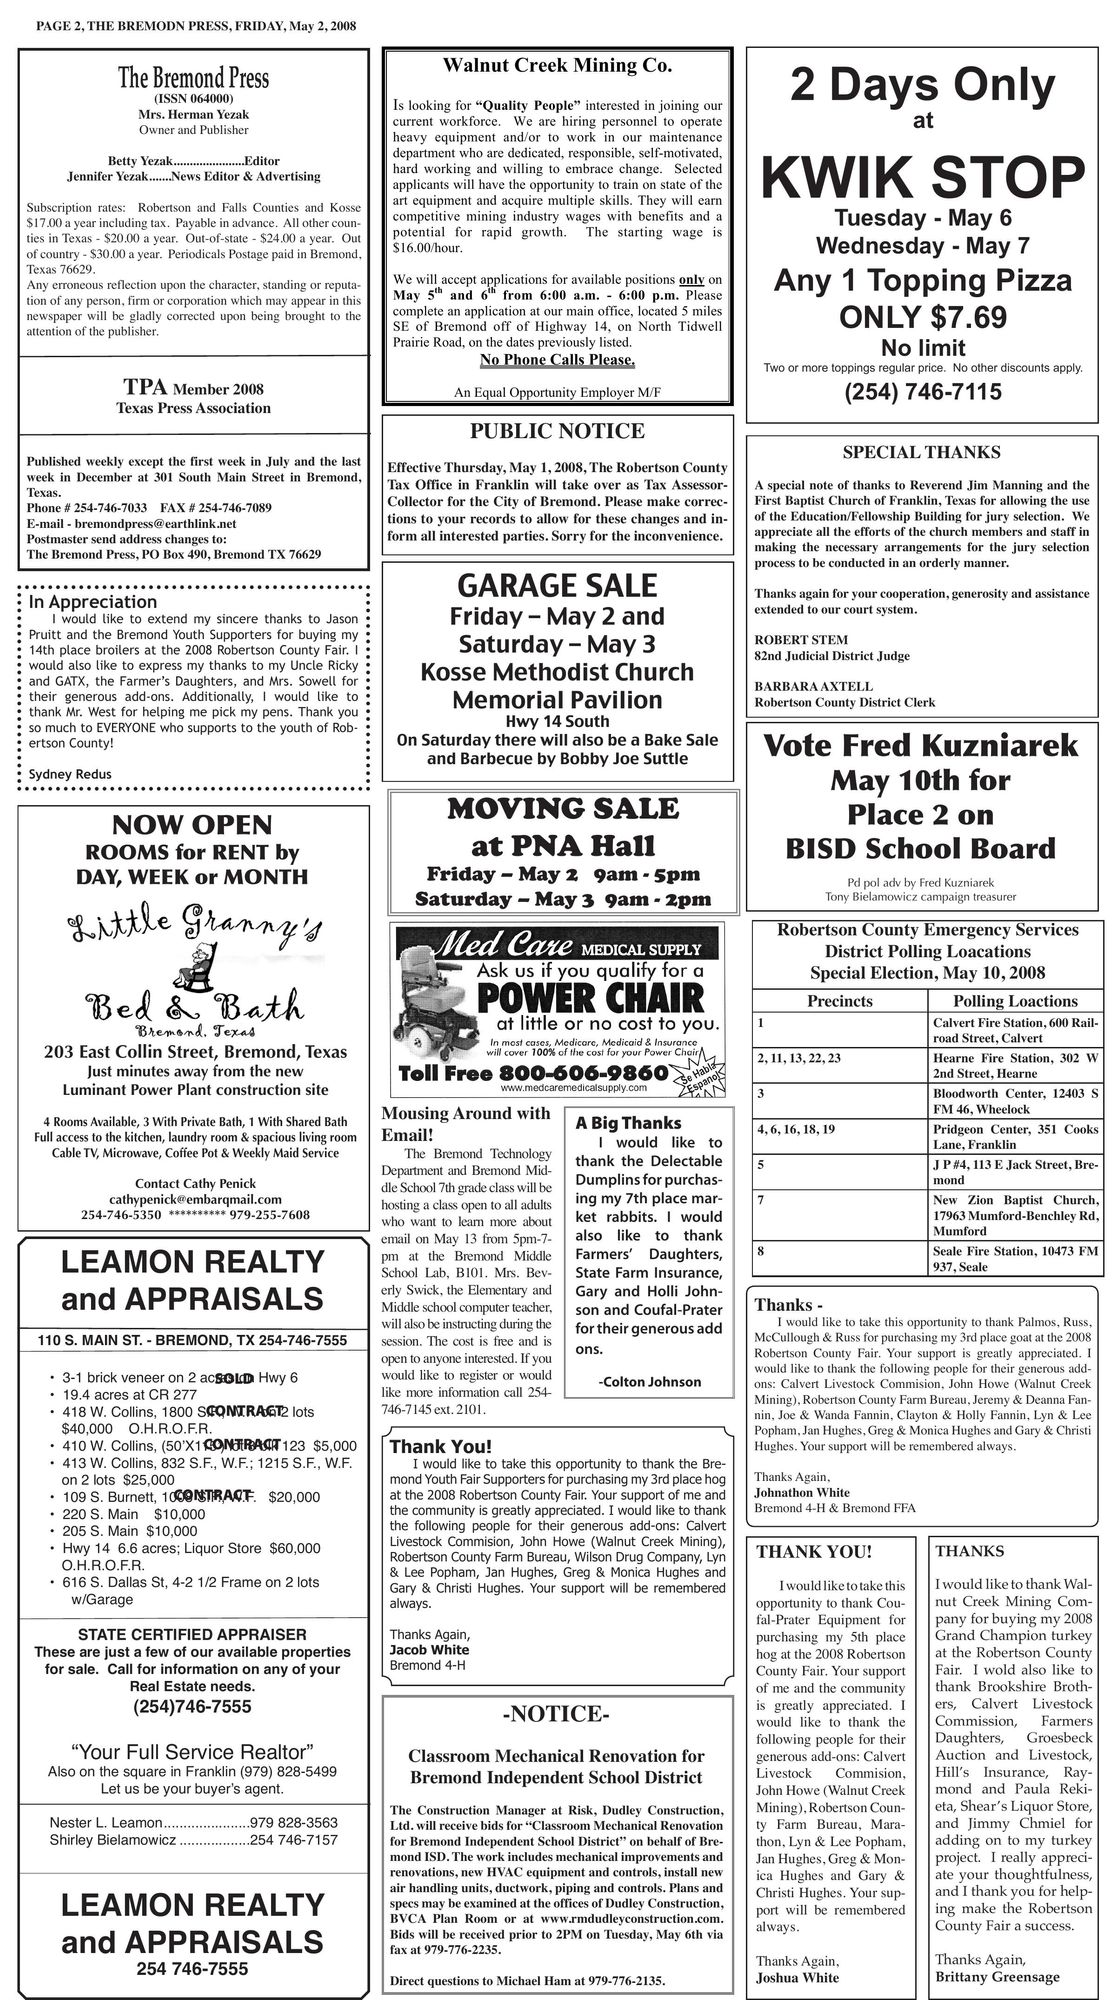 PAGE 2, THE BREMODN PRESS, FRIDAY, May 2, 2008
The Bremond Press
(ISSN 064000)
Mrs. Herman Yezak
Owner and Publisher
Betty Yezak......................Editor
Jennifer Yezak.......News Editor & Advertising
Subscription rates: Robertson and Falls Counties and Kosse
$17.00 a year including tax. Payable in advance. All other coun-
ties in Texas - $20.00 a year. Out-of-state - $24.00 a year. Out
of country - $30.00 a year. Periodicals Postage paid in Bremond,
Texas 76629.
Any erroneous reflection upon the character, standing or reputa-
tion of any person, firm or corporation which may appear in this
newspaper will be gladly corrected upon being brought to the
attention of the publisher.
TPA Member 2008
Texas Press Association
Published weekly except the first week in July and the last
week in December at 301 South Main Street in Bremond,
Texas.
Phone # 254-746-7033 FAX # 254-746-7089
E-mail - bremondpress@earthlink.net
Postmaster send address changes to:
The Bremond Press, PO Box 490, Bremond TX 76629
In Appreciation
I would like to extend my sincere thanks to Jason
Pruitt and the Bremond Youth Supporters for buying my
14th place broilers at the 2008 Robertson County Fair. I
would also like to express my thanks to my Uncle Ricky
and GATX, the Farmer's Daughters, and Mrs. Sowell for
their generous add-ons. Additionally, I would like to
thank Mr. West for helping me pick my pens. Thank you
so much to EVERYONE who supports to the youth of Rob-
ertson County!
Sydney Redus
NOW OPEN
ROOMS for RENT by
DAY, WEEK or MONTH
Little Granny's
Bed & Bath
Bremond, Texas
203 East Collin Street, Bremond, Texas
Just minutes away from the new
Luminant Power Plant construction site
4 Rooms Available, 3 With Private Bath, 1 With Shared Bath
Full access to the kitchen, laundry room & spacious living room
Cable TV, Microwave, Coffee Pot & Weekly Maid Service
Contact Cathy Penick
cathypenick@embarqmail.com
254-746-5350 ********** 979-255-7608
LEAMON REALTY
and APPRAISALS
110 S. MAIN ST. - BREMOND, TX 254-746-7555
• 3-1 brick veneer on 2 acres on Hwy 6 SOLD
• 19.4 acres at CR 277
• 418 W. Collins, 1800 S.F., on 2 lots CONTRACT
$40,000 O.H.R.O.F.R.
• 410 W. Collins, (50'X115') 123 $5,000 CONTRACT
• 413 W. Collins, 832 S.F., W.F.; 1215 S.F., W.F.
on 2 lots $25,000
• 109 S. Burnett, S.F., W.F. $20,000 CONTRACT
• 220 S. Main $10,000
• 205 S. Main $10,000
• Hwy 14 6.6 acres; Liquor Store $60,000
O.H.R.O.F.R.
• 616 S. Dallas St, 4-2 1/2 Frame on 2 lots
w/Garage
STATE CERTIFIED APPRAISER
These are just a few of our available properties
for sale. Call for information on any of your
Real Estate needs.
(254)746-7555
“Your Full Service Realtor”
Also on the square in Franklin (979) 828-5499
Let us be your buyer's agent.
Nester L. Leamon.....................979 828-3563
Shirley Bielamowicz .................254 746-7157
LEAMON REALTY
and APPRAISALS
254 746-7555
Walnut Creek Mining Co.
Is looking for “Quality People” interested in joining our
current workforce. We are hiring personnel to operate
heavy equipment and/or to work in our maintenance
department who are dedicated, responsible, self-motivated,
hard working and willing to embrace change. Selected
applicants will have the opportunity to train on state of the
art equipment and acquire multiple skills. They will earn
competitive mining industry wages with benefits and a
potential for rapid growth. The starting wage is
$16.00/hour.
We will accept applications for available positions only on
May 5th and 6th from 6:00 a.m. - 6:00 p.m. Please
complete an application at our main office, located 5 miles
SE of Bremond off of Highway 14, on North Tidwell
Prairie Road, on the dates previously listed.
No Phone Calls Please.
An Equal Opportunity Employer M/F
PUBLIC NOTICE
Effective Thursday, May 1, 2008, The Robertson County
Tax Office in Franklin will take over as Tax Assessor-
Collector for the City of Bremond. Please make correc-
tions to your records to allow for these changes and in-
form all interested parties. Sorry for the inconvenience.
GARAGE SALE
Friday – May 2 and
Saturday – May 3
Kosse Methodist Church
Memorial Pavilion
Hwy 14 South
On Saturday there will also be a Bake Sale
and Barbecue by Bobby Joe Suttle
MOVING SALE
at PNA Hall
Friday – May 2 9am - 5pm
Saturday – May 3 9am - 2pm
Med Care MEDICAL SUPPLY
Ask us if you qualify for a
POWER CHAIR
at little or no cost to you.
In most cases, Medicare, Medicaid & Insurance
will cover 100% of the cost for your Power Chair
Toll Free 800-606-9860
www.medcaremedicalsupply.com
Se Habla
Espanol
Mousing Around with
Email!
The Bremond Technology
Department and Bremond Mid-
dle School 7th grade class will be
hosting a class open to all adults
who want to learn more about
email on May 13 from 5pm-7-
pm at the Bremond Middle
School Lab, B101. Mrs. Bev-
erly Swick, the Elementary and
Middle school computer teacher,
will also be instructing during the
session. The cost is free and is
open to anyone interested. If you
would like to register or would
like more information call 254-
746-7145 ext. 2101.
A Big Thanks
I would like to
thank the Delectable
Dumplins for purchas-
ing my 7th place mar-
ket rabbits. I would
also like to thank
Farmers' Daughters,
State Farm Insurance,
Gary and Holli John-
son and Coufal-Prater
for their generous add
ons.
-Colton Johnson
Thank You!
I would like to take this opportunity to thank the Bre-
mond Youth Fair Supporters for purchasing my 3rd place hog
at the 2008 Robertson County Fair. Your support of me and
the community is greatly appreciated. I would like to thank
the following people for their generous add-ons: Calvert
Livestock Commision, John Howe (Walnut Creek Mining),
Robertson County Farm Bureau, Wilson Drug Company, Lyn
& Lee Popham, Jan Hughes, Greg & Monica Hughes and
Gary & Christi Hughes. Your support will be remembered
always.
Thanks Again,
Jacob White
Bremond 4-H
-NOTICE-
Classroom Mechanical Renovation for
Bremond Independent School District
The Construction Manager at Risk, Dudley Construction,
Ltd. will receive bids for “Classroom Mechanical Renovation
for Bremond Independent School District” on behalf of Bre-
mond ISD. The work includes mechanical improvements and
renovations, new HVAC equipment and controls, install new
air handling units, ductwork, piping and controls. Plans and
specs may be examined at the offices of Dudley Construction,
BVCA Plan Room or at www.rmdudleyconstruction.com.
Bids will be received prior to 2PM on Tuesday, May 6th via
fax at 979-776-2235.
Direct questions to Michael Ham at 979-776-2135.
2 Days Only
at
KWIK STOP
Tuesday - May 6
Wednesday - May 7
Any 1 Topping Pizza
ONLY $7.69
No limit
Two or more toppings regular price. No other discounts apply.
(254) 746-7115
SPECIAL THANKS
A special note of thanks to Reverend Jim Manning and the
First Baptist Church of Franklin, Texas for allowing the use
of the Education/Fellowship Building for jury selection. We
appreciate all the efforts of the church members and staff in
making the necessary arrangements for the jury selection
process to be conducted in an orderly manner.
Thanks again for your cooperation, generosity and assistance
extended to our court system.
ROBERT STEM
82nd Judicial District Judge
BARBARA AXTELL
Robertson County District Clerk
Vote Fred Kuzniarek
May 10th for
Place 2 on
BISD School Board
Pd pol adv by Fred Kuzniarek
Tony Bielamowicz campaign treasurer
Robertson County Emergency Services
District Polling Loacations
Special Election, May 10, 2008
Precincts Polling Loactions
1 Calvert Fire Station, 600 Rail-
road Street, Calvert
2, 11, 13, 22, 23 Hearne Fire Station, 302 W
2nd Street, Hearne
3 Bloodworth Center, 12403 S
FM 46, Wheelock
4, 6, 16, 18, 19 Pridgeon Center, 351 Cooks
Lane, Franklin
5 J P #4, 113 E Jack Street, Bre-
mond
7 New Zion Baptist Church,
17963 Mumford-Benchley Rd,
Mumford
8 Seale Fire Station, 10473 FM
937, Seale
Thanks -
I would like to take this opportunity to thank Palmos, Russ,
McCullough & Russ for purchasing my 3rd place goat at the 2008
Robertson County Fair. Your support is greatly appreciated. I
would like to thank the following people for their generous add-
ons: Calvert Livestock Commision, John Howe (Walnut Creek
Mining), Robertson County Farm Bureau, Jeremy & Deanna Fan-
nin, Joe & Wanda Fannin, Clayton & Holly Fannin, Lyn & Lee
Popham, Jan Hughes, Greg & Monica Hughes and Gary & Christi
Hughes. Your support will be remembered always.
Thanks Again,
Johnathon White
Bremond 4-H & Bremond FFA
THANK YOU!
I would like to take this
opportunity to thank Cou-
fal-Prater Equipment for
purchasing my 5th place
hog at the 2008 Robertson
County Fair. Your support
of me and the community
is greatly appreciated. I
would like to thank the
following people for their
generous add-ons: Calvert
Livestock Commision,
John Howe (Walnut Creek
Mining), Robertson Coun-
ty Farm Bureau, Mara-
thon, Lyn & Lee Popham,
Jan Hughes, Greg & Mon-
ica Hughes and Gary &
Christi Hughes. Your sup-
port will be remembered
always.
Thanks Again,
Joshua White
THANKS
I would like to thank Wal-
nut Creek Mining Com-
pany for buying my 2008
Grand Champion turkey
at the Robertson County
Fair. I wold also like to
thank Brookshire Broth-
ers, Calvert Livestock
Commission, Farmers
Daughters, Groesbeck
Auction and Livestock,
Hill's Insurance, Ray-
mond and Paula Reki-
eta, Shear's Liquor Store,
and Jimmy Chmiel for
adding on to my turkey
project. I really appreci-
ate your thoughtfulness,
and I thank you for help-
ing make the Robertson
County Fair a success.
Thanks Again,
Brittany Greensage